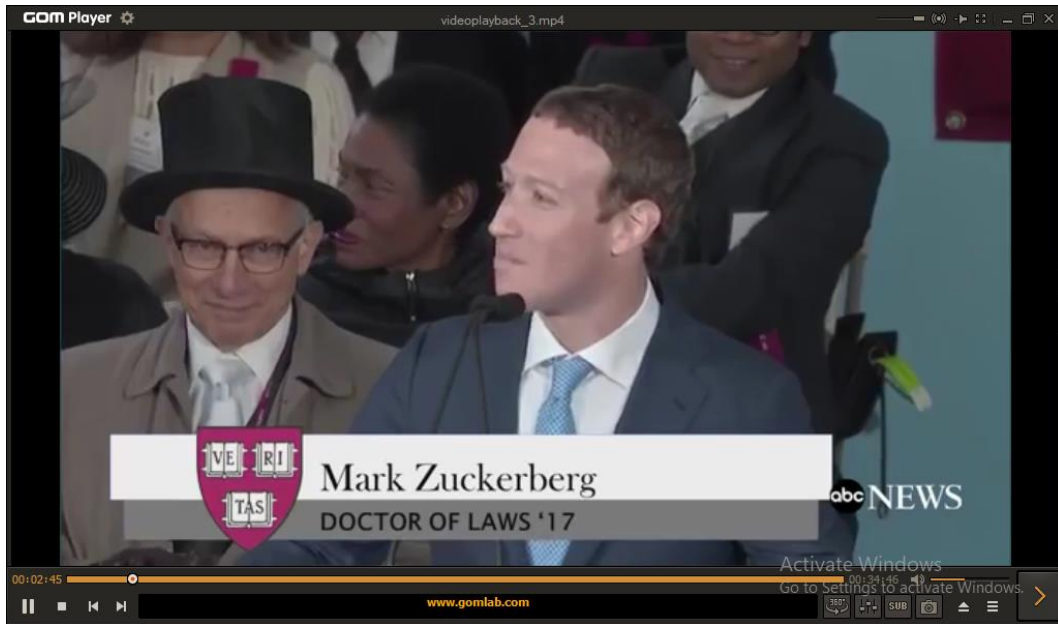 GOM Player
videoplayback_3.mp4
VE RI
TAS
Mark Zuckerberg
DOCTOR OF LAWS ‘17
abc NEWS
Activate Windows
00:02:45
00:34:46
Go to Settings to activate Windows.
www.gomlab.com
360°
SUB